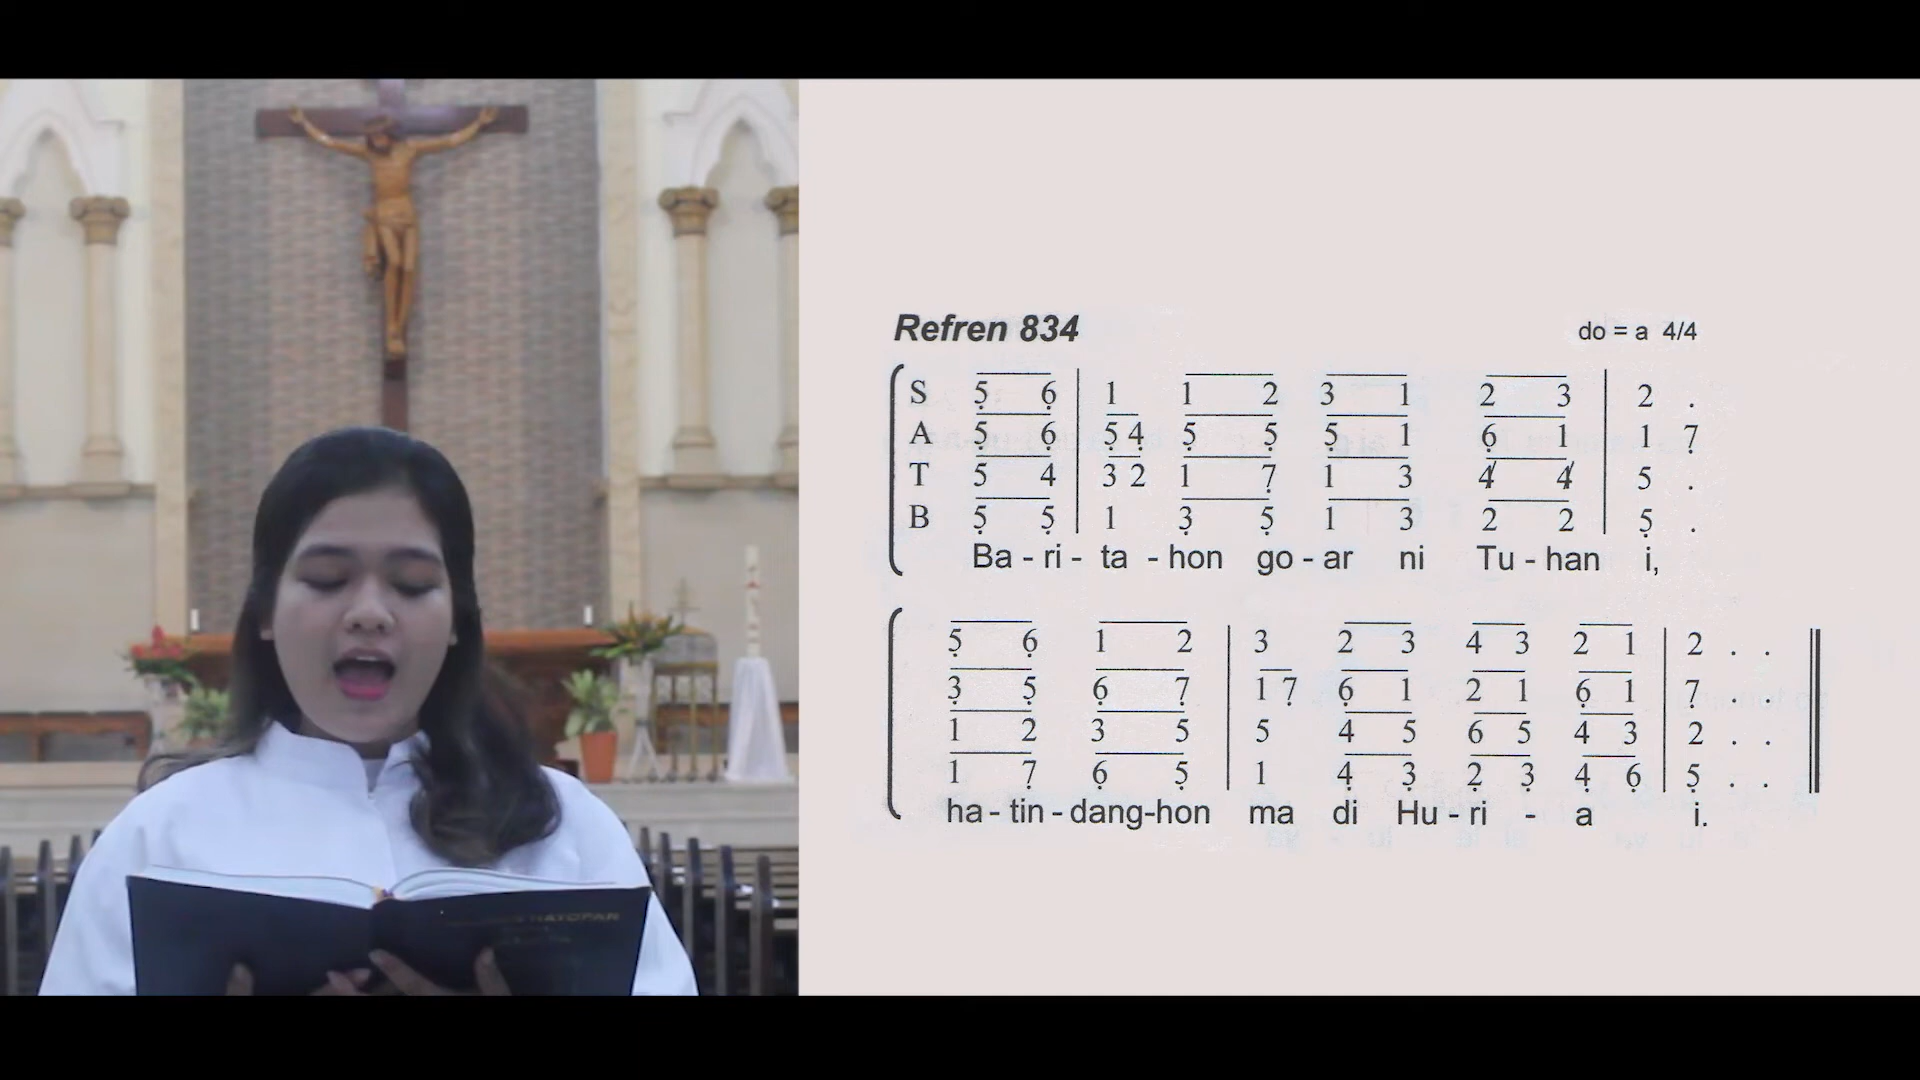 Refren 834 do = a 4/4
S 5̣ 6̣ | 1 1 2 3 1 2 3 | 2 .
A 5̣ 6̣ | 5̣ 4̣ 5̣ 5̣ 5̣ 1 6̣ 1 | 1 7̣
T 5 4 | 3 2 1 7̣ 1 3 4̸ 4̸ | 5 .
B 5̣ 5̣ | 1 3̣ 5̣ 1 3 2 2 | 5̣ .
Ba - ri - ta - hon go - ar ni Tu - han i,
5̣ 6̣ 1 2 | 3 2 3 4 3 2 1 | 2 . .
3̣ 5̣ 6̣ 7̣ | 1 7̣ 6̣ 1 2 1 6̣ 1 | 7̣ . .
1 2 3 5 | 5 4 5 6 5 4 3 | 2 . .
1 7̣ 6̣ 5̣ | 1 4̣ 3̣ 2̣ 3̣ 4̣ 6̣ | 5̣ . .
ha - tin - dang-hon ma di Hu - ri - a i.